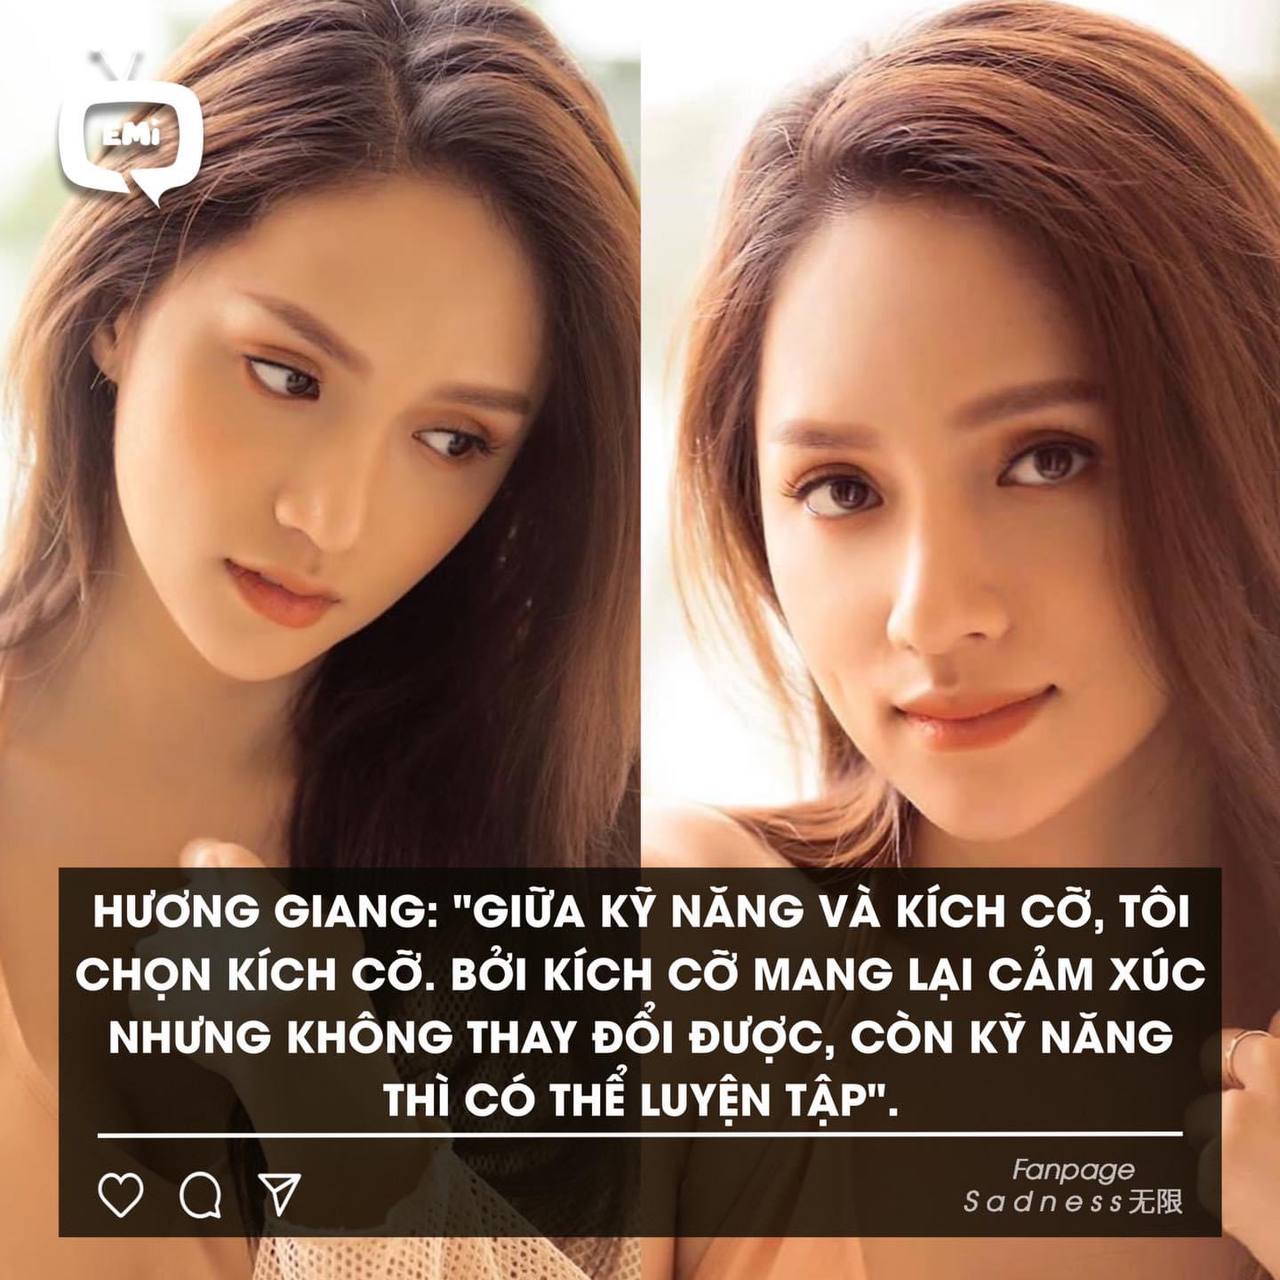 EMi
HƯƠNG GIANG: "GIỮA KỸ NĂNG VÀ KÍCH CỠ, TÔI
CHỌN KÍCH CỠ. BỞI KÍCH CỠ MANG LẠI CẢM XÚC
NHƯNG KHÔNG THAY ĐỔI ĐƯỢC, CÒN KỸ NĂNG
THÌ CÓ THỂ LUYỆN TẬP".
Fanpage
Sadness无限